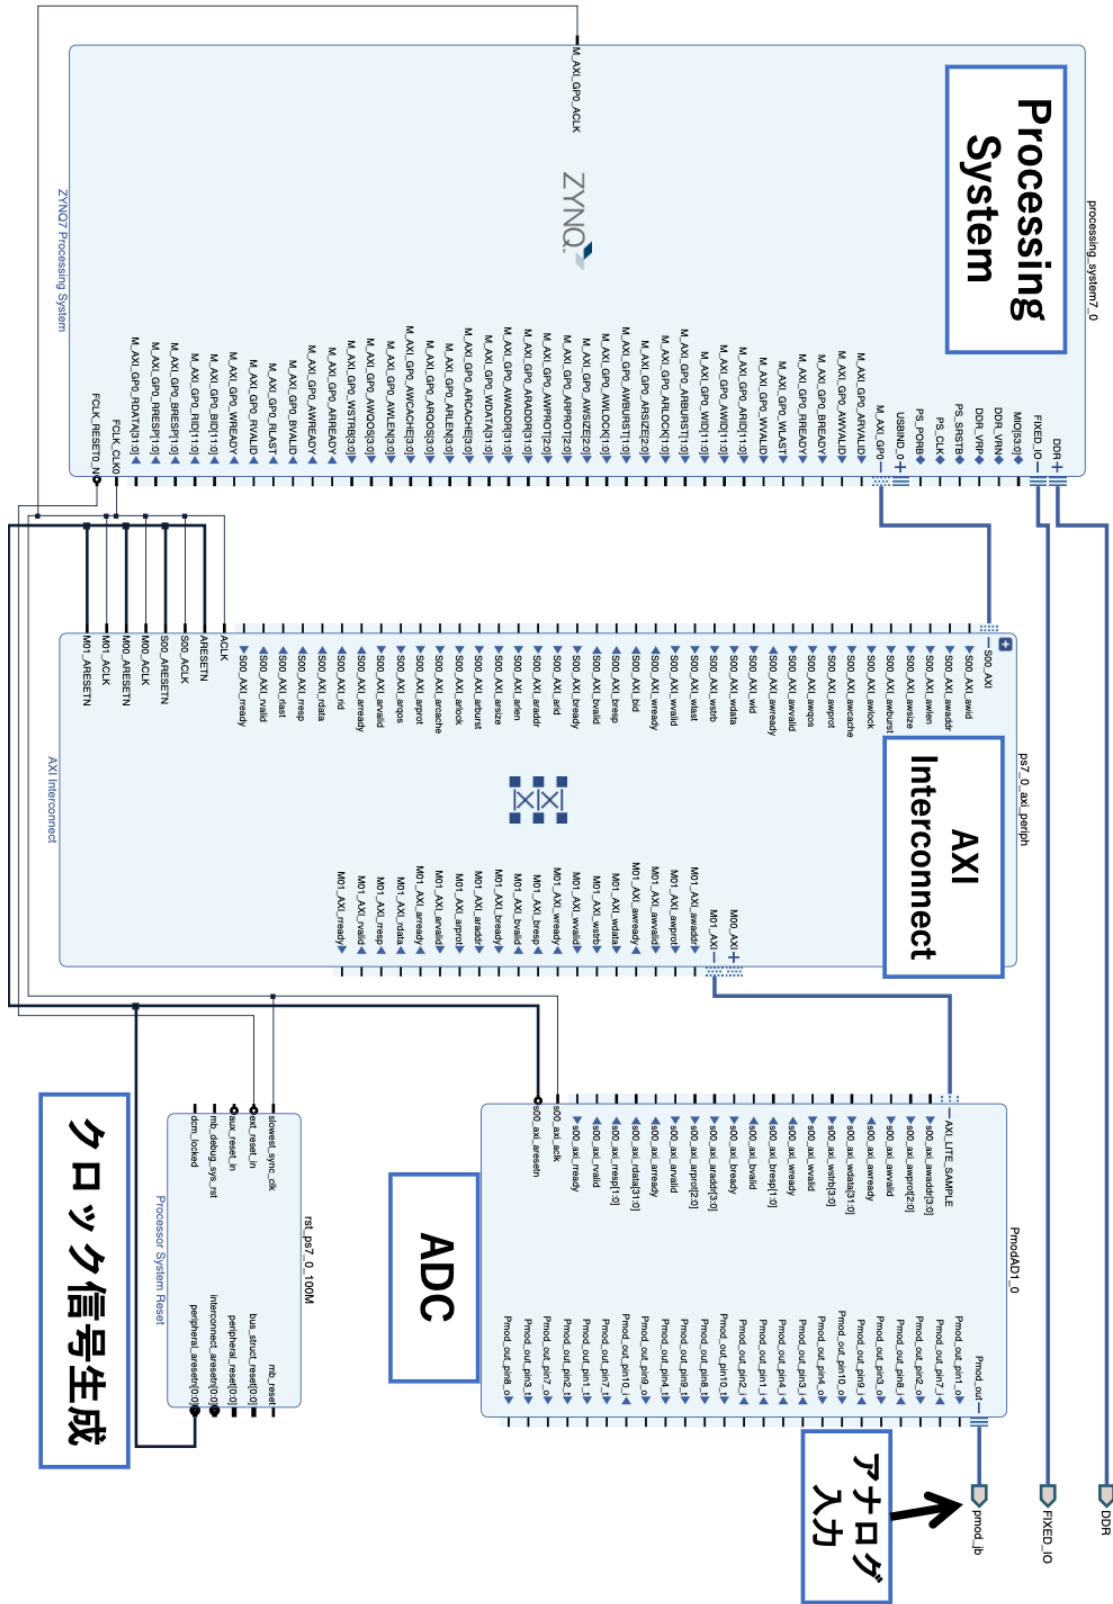 processing_system7_0
Processing
System
DDR
FIXED_IO
MIO[53:0]
DDR_VRN
DDR_VRP
PS_SRSTB
PS_CLK
PS_PORB
USBIND_0
M_AXI_GP0
M_AXI_GP0_ARVALID
M_AXI_GP0_AWVALID
M_AXI_GP0_BREADY
M_AXI_GP0_RREADY
M_AXI_GP0_WLAST
M_AXI_GP0_WVALID
M_AXI_GP0_ARID[11:0]
M_AXI_GP0_AWID[11:0]
M_AXI_GP0_WID[11:0]
M_AXI_GP0_ARBURST[1:0]
M_AXI_GP0_ARLOCK[1:0]
M_AXI_GP0_ARSIZE[2:0]
M_AXI_GP0_AWBURST[1:0]
M_AXI_GP0_AWLOCK[1:0]
M_AXI_GP0_AWSIZE[2:0]
M_AXI_GP0_ARPROT[2:0]
M_AXI_GP0_AWPROT[2:0]
M_AXI_GP0_ARADDR[31:0]
M_AXI_GP0_AWADDR[31:0]
M_AXI_GP0_WDATA[31:0]
M_AXI_GP0_ARCACHE[3:0]
M_AXI_GP0_ARLEN[3:0]
M_AXI_GP0_ARQOS[3:0]
M_AXI_GP0_AWCACHE[3:0]
M_AXI_GP0_AWLEN[3:0]
M_AXI_GP0_AWQOS[3:0]
M_AXI_GP0_WSTRB[3:0]
M_AXI_GP0_ARREADY
M_AXI_GP0_AWREADY
M_AXI_GP0_BVALID
M_AXI_GP0_RLAST
M_AXI_GP0_RVALID
M_AXI_GP0_WREADY
M_AXI_GP0_BID[11:0]
M_AXI_GP0_RID[11:0]
M_AXI_GP0_BRESP[1:0]
M_AXI_GP0_RRESP[1:0]
M_AXI_GP0_RDATA[31:0]
FCLK_CLK0
FCLK_RESET0_N
M_AXI_GP0_ACLK
ZYNQ
ZYNQ7 Processing System
ps7_0_axi_periph
AXI
Interconnect
S00_AXI
S00_AXI_awid
S00_AXI_awaddr
S00_AXI_awlen
S00_AXI_awsize
S00_AXI_awburst
S00_AXI_awlock
S00_AXI_awcache
S00_AXI_awprot
S00_AXI_awqos
S00_AXI_awvalid
S00_AXI_awready
S00_AXI_wid
S00_AXI_wdata
S00_AXI_wstrb
S00_AXI_wlast
S00_AXI_wvalid
S00_AXI_wready
S00_AXI_bid
S00_AXI_bresp
S00_AXI_bvalid
S00_AXI_bready
S00_AXI_arid
S00_AXI_araddr
S00_AXI_arlen
S00_AXI_arsize
S00_AXI_arburst
S00_AXI_arlock
S00_AXI_arcache
S00_AXI_arprot
S00_AXI_arqos
S00_AXI_arvalid
S00_AXI_arready
S00_AXI_rid
S00_AXI_rdata
S00_AXI_rresp
S00_AXI_rlast
S00_AXI_rvalid
S00_AXI_rready
ACLK
ARESETN
S00_ACLK
S00_ARESETN
M00_ACLK
M00_ARESETN
M01_ACLK
M01_ARESETN
M00_AXI
M01_AXI
M01_AXI_awaddr
M01_AXI_awprot
M01_AXI_awvalid
M01_AXI_awready
M01_AXI_wdata
M01_AXI_wstrb
M01_AXI_wvalid
M01_AXI_wready
M01_AXI_bresp
M01_AXI_bvalid
M01_AXI_bready
M01_AXI_araddr
M01_AXI_arprot
M01_AXI_arvalid
M01_AXI_arready
M01_AXI_rdata
M01_AXI_rresp
M01_AXI_rvalid
M01_AXI_rready
AXI Interconnect
PmodAD1_0
AXI_LITE_SAMPLE
s00_axi_awaddr[3:0]
s00_axi_awprot[2:0]
s00_axi_awvalid
s00_axi_awready
s00_axi_wdata[31:0]
s00_axi_wstrb[3:0]
s00_axi_wvalid
s00_axi_wready
s00_axi_bresp[1:0]
s00_axi_bvalid
s00_axi_bready
s00_axi_araddr[3:0]
s00_axi_arprot[2:0]
s00_axi_arvalid
s00_axi_arready
s00_axi_rdata[31:0]
s00_axi_rresp[1:0]
s00_axi_rvalid
s00_axi_rready
s00_axi_aclk
s00_axi_aresetn
Pmod_out
Pmod_out_pin1_o
Pmod_out_pin7_i
Pmod_out_pin2_o
Pmod_out_pin8_i
Pmod_out_pin3_o
Pmod_out_pin9_i
Pmod_out_pin10_o
Pmod_out_pin4_o
Pmod_out_pin3_i
Pmod_out_pin4_i
Pmod_out_pin1_i
Pmod_out_pin2_i
Pmod_out_pin10_t
Pmod_out_pin8_t
Pmod_out_pin9_t
Pmod_out_pin4_t
Pmod_out_pin9_o
Pmod_out_pin10_i
Pmod_out_pin7_t
Pmod_out_pin1_t
Pmod_out_pin2_t
Pmod_out_pin7_o
Pmod_out_pin3_t
Pmod_out_pin8_o
ADC
DDR
FIXED_IO
pmod_jb
アナログ
入力
rst_ps7_0_100M
slowest_sync_clk
ext_reset_in
aux_reset_in
mb_debug_sys_rst
dcm_locked
mb_reset
bus_struct_reset[0:0]
peripheral_reset[0:0]
interconnect_aresetn[0:0]
peripheral_aresetn[0:0]
Processor System Reset
クロック信号生成